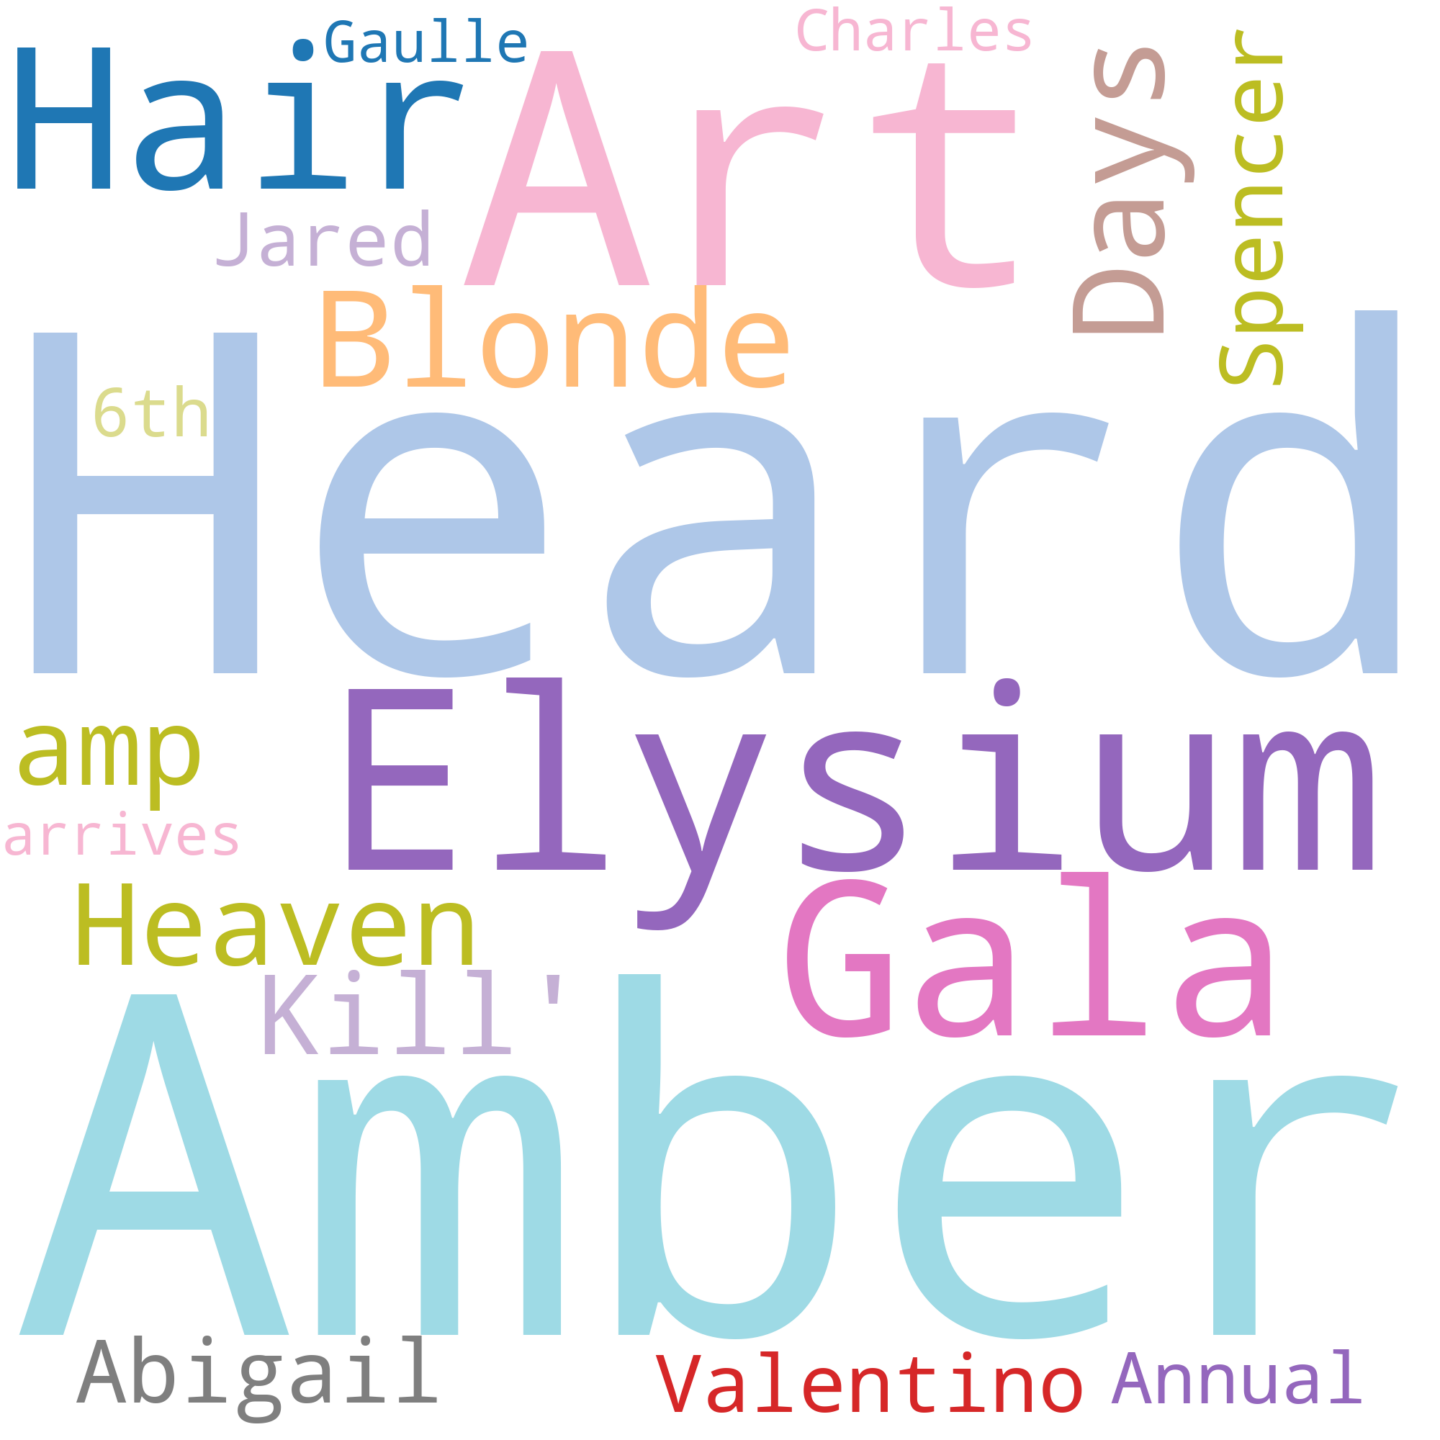 Gaulle
Charles
Hair
Art
Days
Spencer
Jared
Blonde
6th
Heard
Elysium
amp
arrives
Heaven
Gala
Kill'
Amber
Abigail
Valentino
Annual